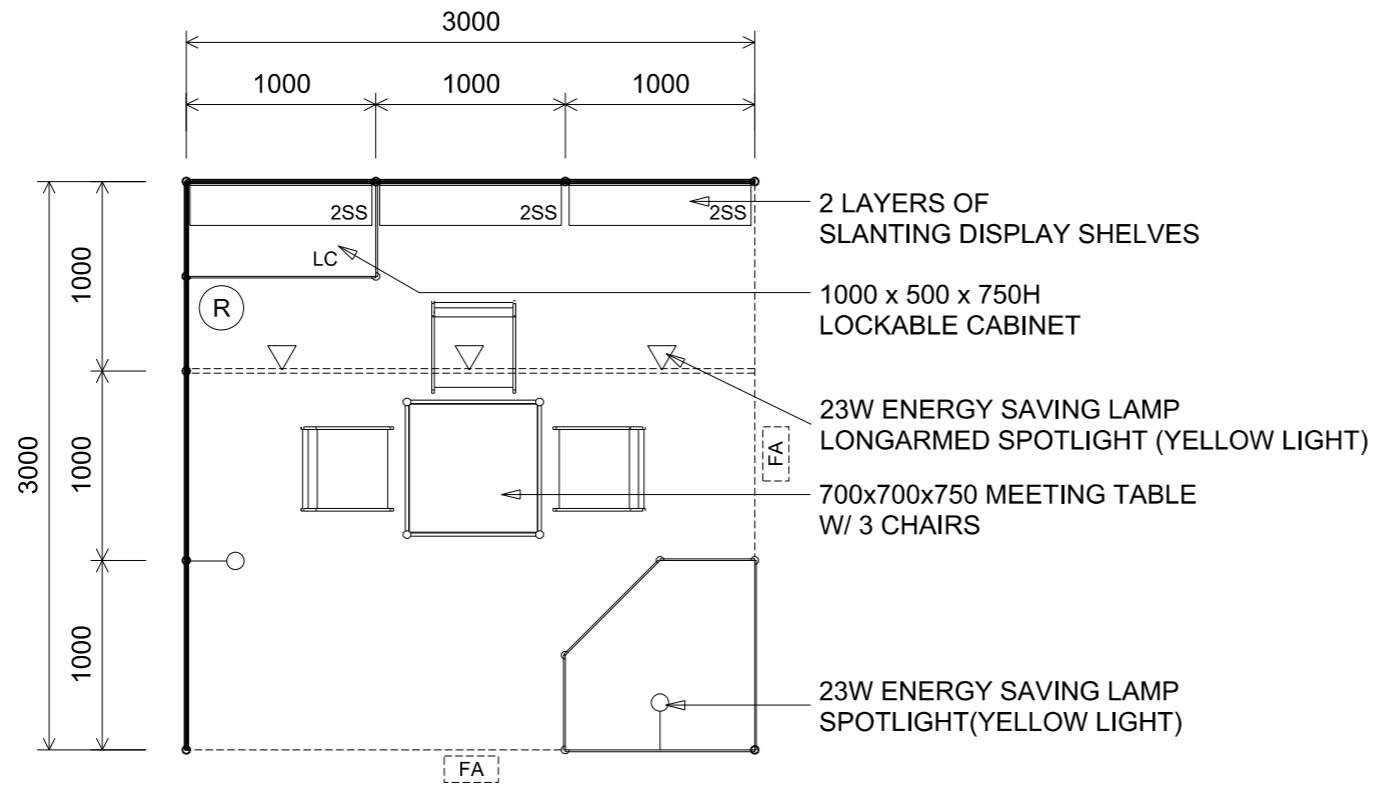 3000
1000
1000
1000
2SS
2SS
2SS
2 LAYERS OF
SLANTING DISPLAY SHELVES
LC
1000
R
1000 x 500 x 750H
LOCKABLE CABINET
23W ENERGY SAVING LAMP
LONGARMED SPOTLIGHT (YELLOW LIGHT)
3000
1000
FA
700x700x750 MEETING TABLE
W/ 3 CHAIRS
1000
23W ENERGY SAVING LAMP
SPOTLIGHT(YELLOW LIGHT)
FA